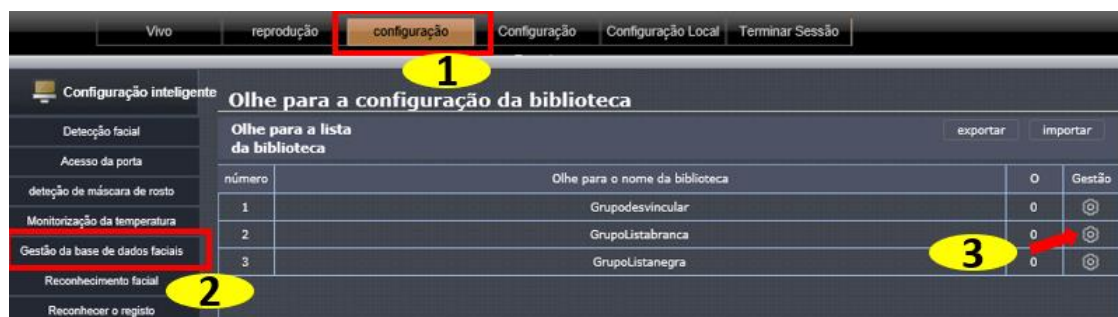 Vivo reprodução configuração Configuração Configuração Local Terminar Sessão
1
Configuração inteligente
Detecção facial
Acesso da porta
deteção de máscara de rosto
Monitorização da temperatura
Gestão da base de dados faciais
Reconhecimento facial
2
Reconhecer o registo
Olhe para a configuração da biblioteca
Olhe para a lista
da biblioteca
exportar importar
número Olhe para o nome da biblioteca O Gestão
1 Grupodesvincular 0
2 GrupoListabranca 0
3 GrupoListanegra 0
3